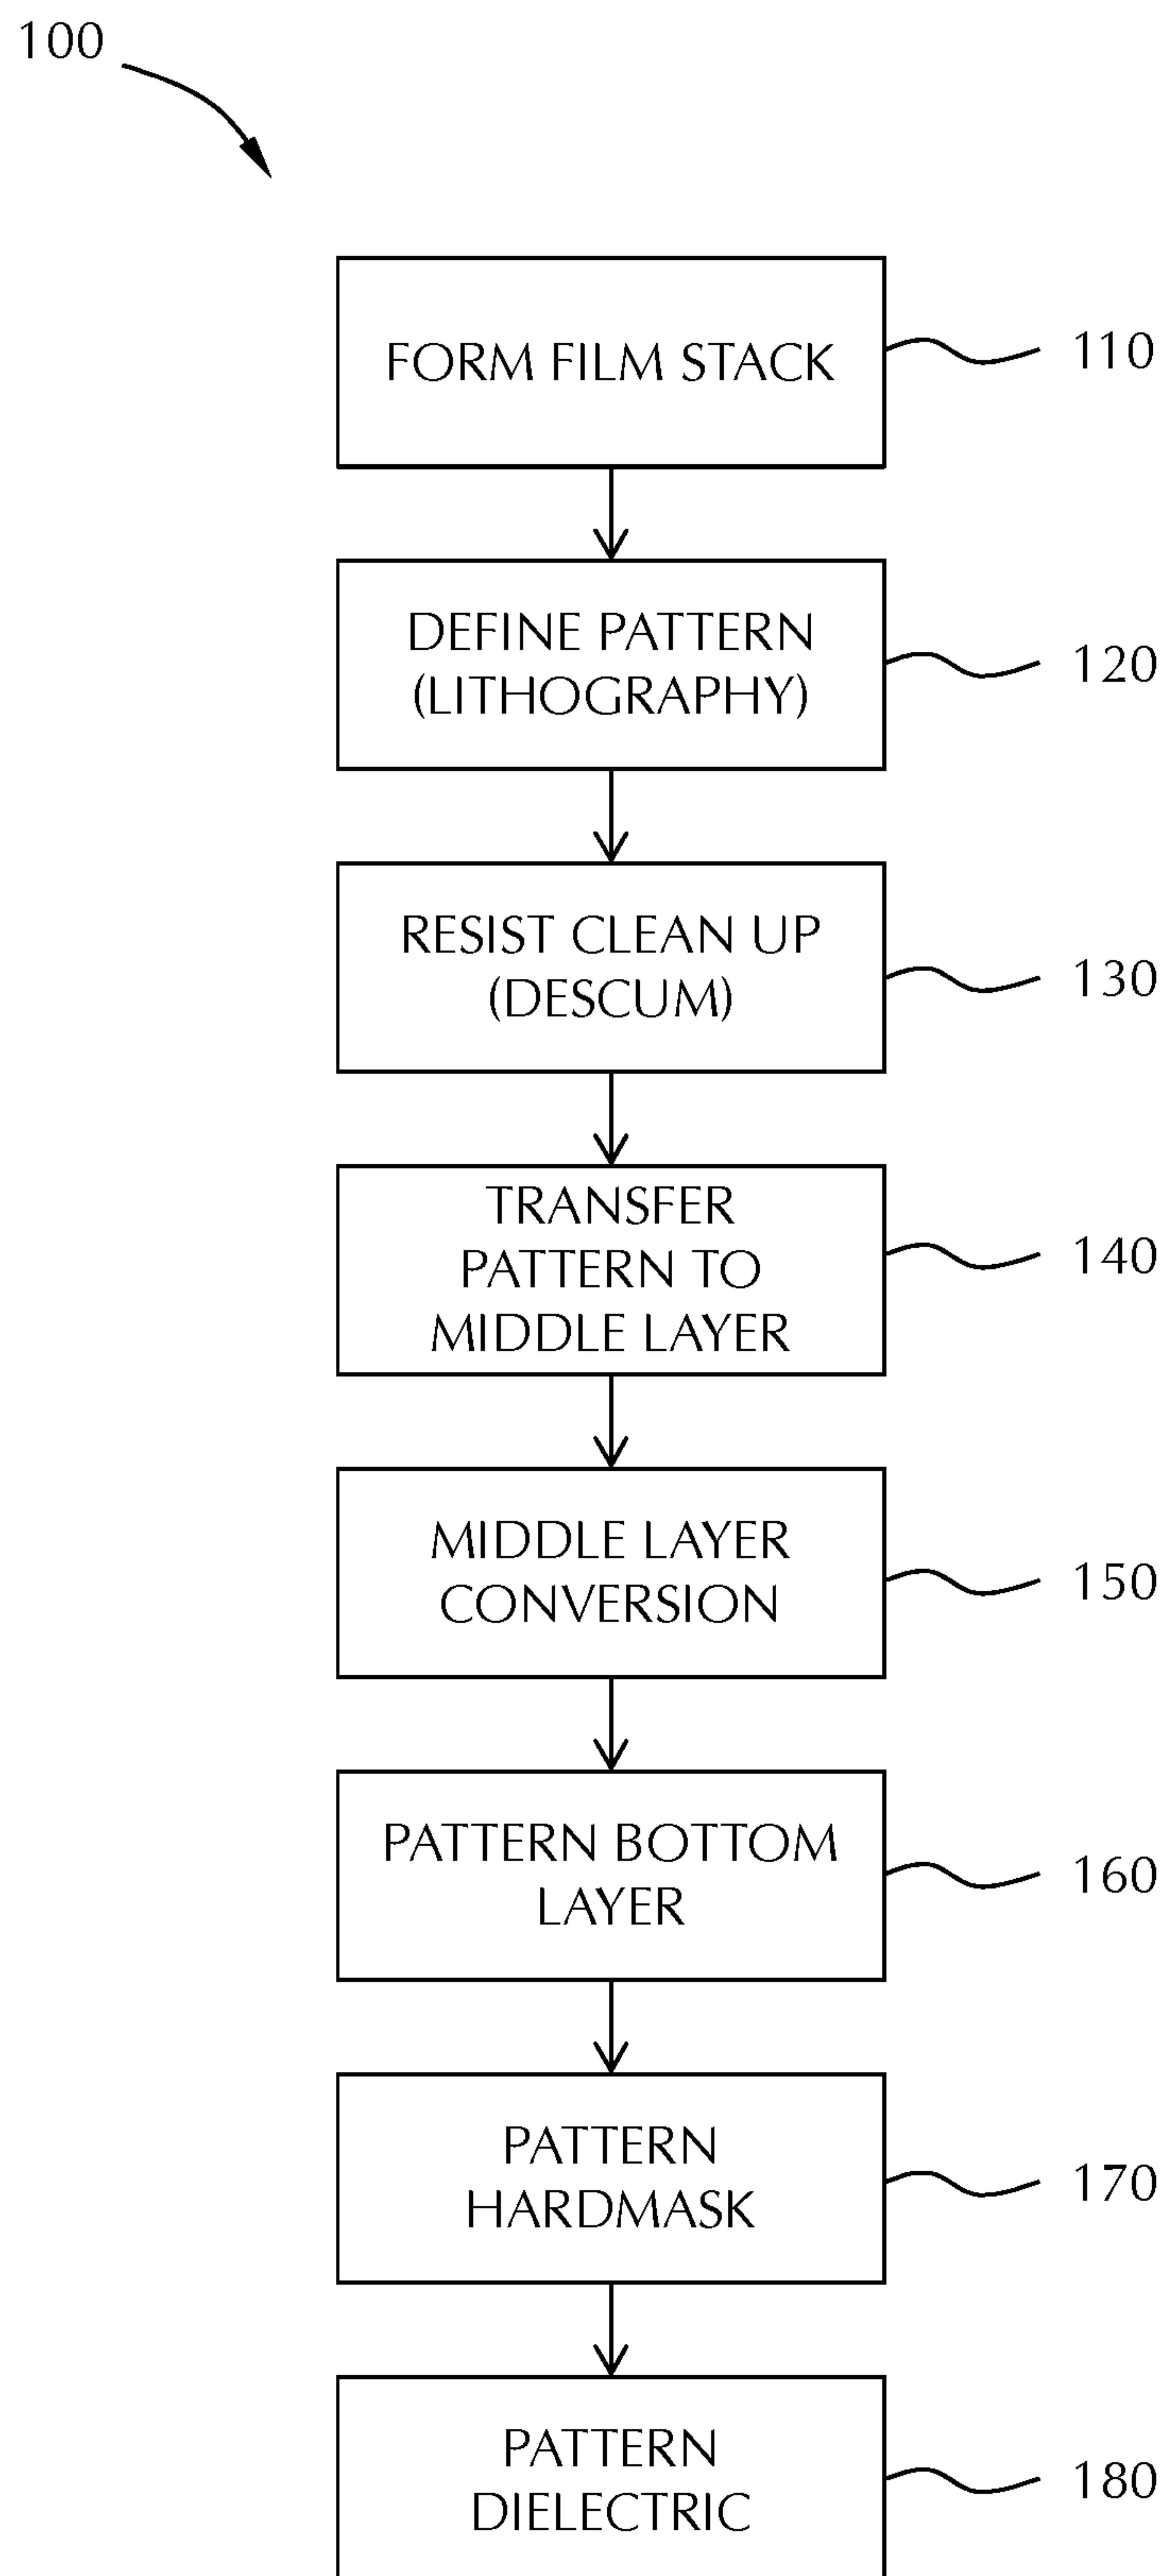 100
FORM FILM STACK
110
DEFINE PATTERN
(LITHOGRAPHY)
120
RESIST CLEAN UP
(DESCUM)
130
TRANSFER
PATTERN TO
MIDDLE LAYER
140
MIDDLE LAYER
CONVERSION
150
PATTERN BOTTOM
LAYER
160
PATTERN
HARDMASK
170
PATTERN
DIELECTRIC
180